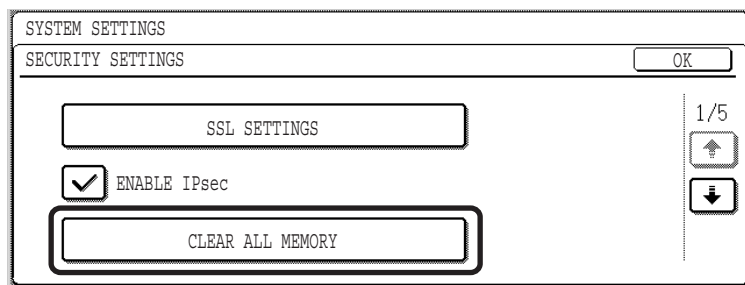 SYSTEM SETTINGS
SECURITY SETTINGS
OK
SSL SETTINGS
1/5
ENABLE IPsec
CLEAR ALL MEMORY